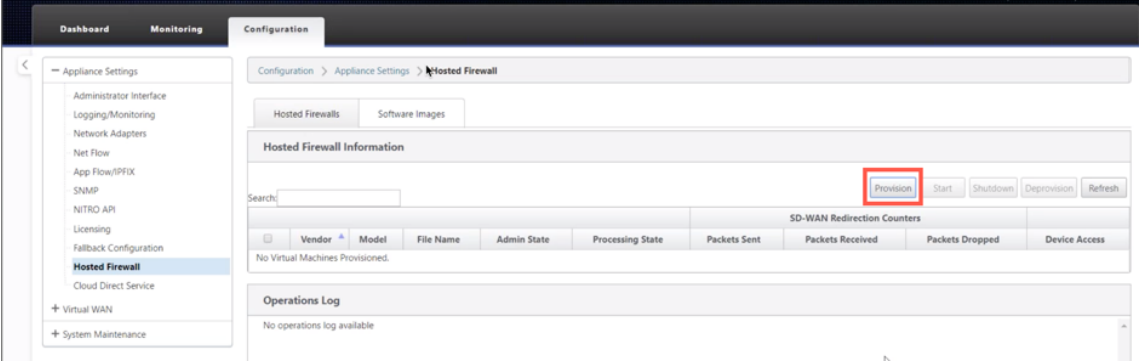 Dashboard Monitoring Configuration
Configuration > Appliance Settings > Hosted Firewall
Appliance Settings
Administrator Interface
Logging/Monitoring
Network Adapters
Net Flow
App Flow/IPFIX
SNMP
NITRO API
Licensing
Fallback Configuration
Hosted Firewall
Cloud Direct Service
Virtual WAN
System Maintenance
Hosted Firewalls Software Images
Hosted Firewall Information
Provision Start Shutdown Deprovision Refresh
Search:
SD-WAN Redirection Counters
Vendor Model File Name Admin State Processing State Packets Sent Packets Received Packets Dropped Device Access
No Virtual Machines Provisioned.
Operations Log
No operations log available